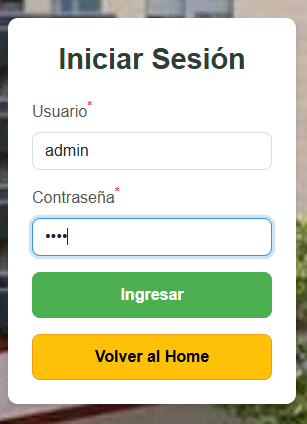 Iniciar Sesión
Usuario*
admin
Contraseña*
••••
Ingresar
Volver al Home